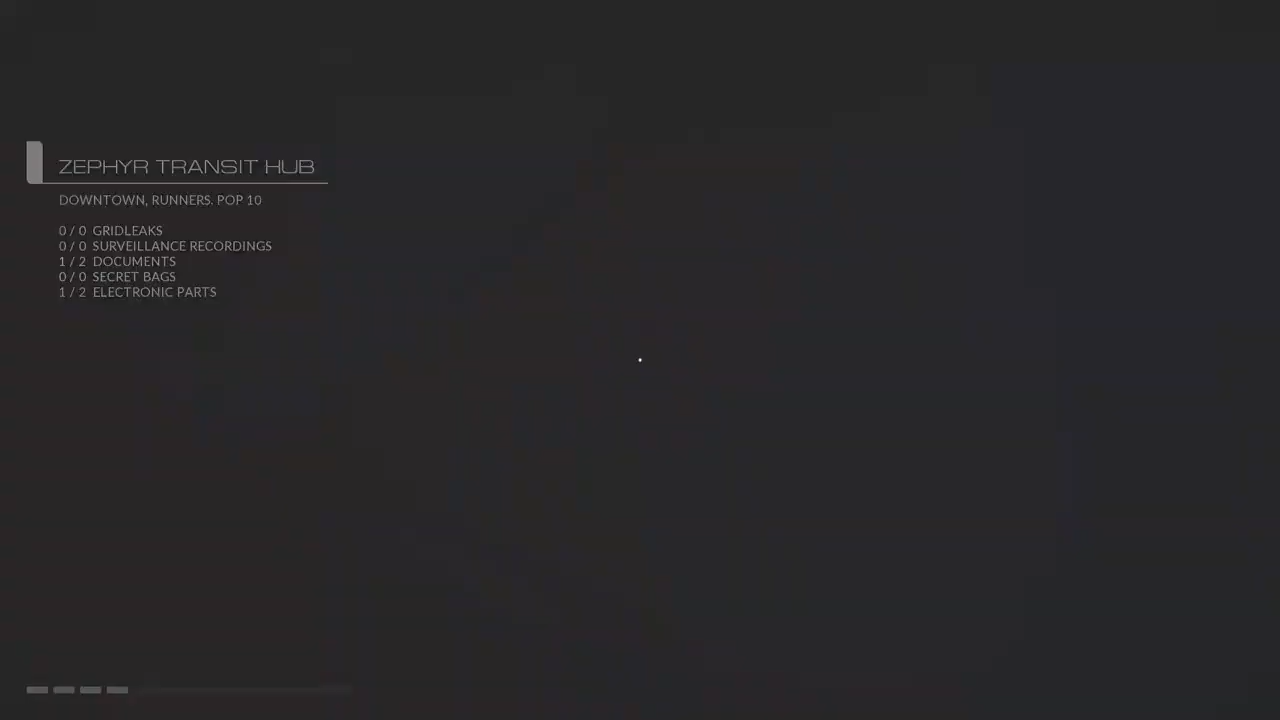 ZEPHYR TRANSIT HUB
DOWNTOWN, RUNNERS. POP 10
0 / 0 GRIDLEAKS
0 / 0 SURVEILLANCE RECORDINGS
1 / 2 DOCUMENTS
0 / 0 SECRET BAGS
1 / 2 ELECTRONIC PARTS